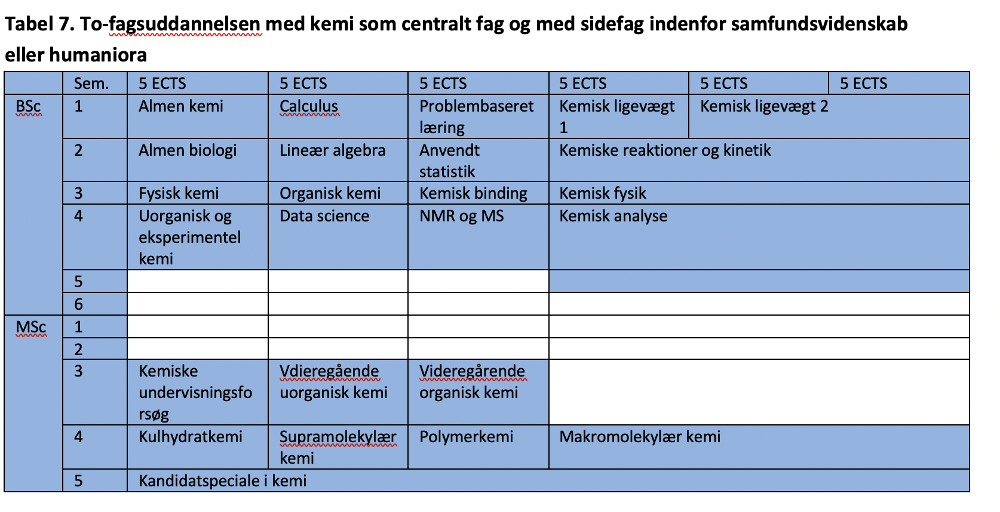 Tabel 7. To-fagsuddannelsen med kemi som centralt fag og med sidefag indenfor samfundsvidenskab
eller humaniora
Sem. 5 ECTS 5 ECTS 5 ECTS 5 ECTS 5 ECTS 5 ECTS
BSc 1 Almen kemi Calculus Problembaseret Kemisk ligevægt Kemisk ligevægt 2
læring 1
2 Almen biologi Lineær algebra Anvendt Kemiske reaktioner og kinetik
statistik
3 Fysisk kemi Organisk kemi Kemisk binding Kemisk fysik
4 Uorganisk og Data science NMR og MS Kemisk analyse
eksperimentel
kemi
5
6
MSc 1
2
3 Kemiske Vdieregående Videregårende
undervisningsfo uorganisk kemi organisk kemi
rsøg
4 Kulhydratkemi Supramolekylær Polymerkemi Makromolekylær kemi
kemi
5 Kandidatspeciale i kemi